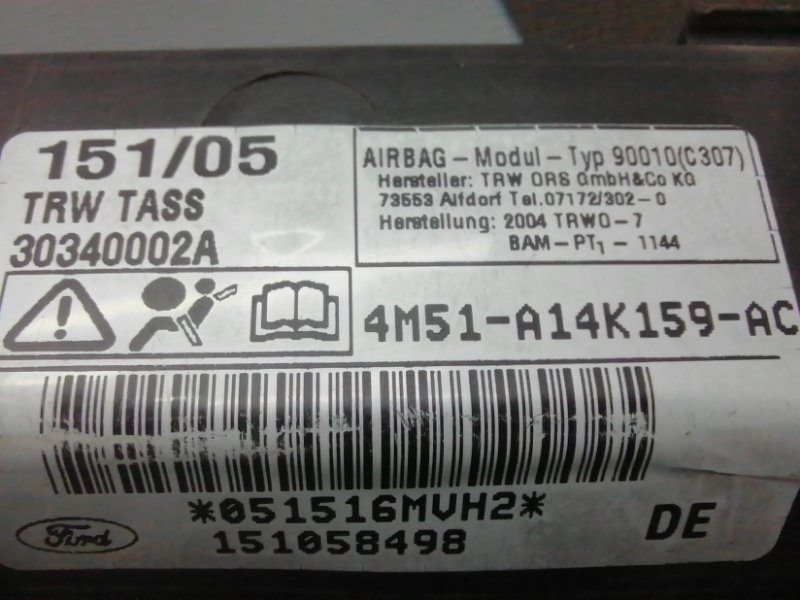 151/05
TRW TASS
30340002A
AIRBAG-Modul-Typ 90010(C307)
Hersteller: TRW ORS GmbH&Co KG
73553 Alfdorf Tel.07172/302-0
Herstellung: 2004 TRWO-7
BAM-PT1-1144
4M51-A14K159-AC
*051516MVH2*
151058498
Ford
DE